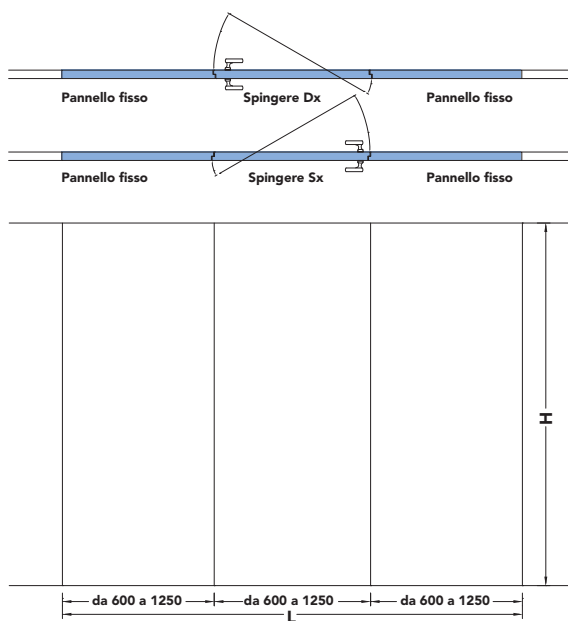 Pannello fisso Spingere Dx Pannello fisso
Pannello fisso Spingere Sx Pannello fisso
H
da 600 a 1250 da 600 a 1250 da 600 a 1250
L